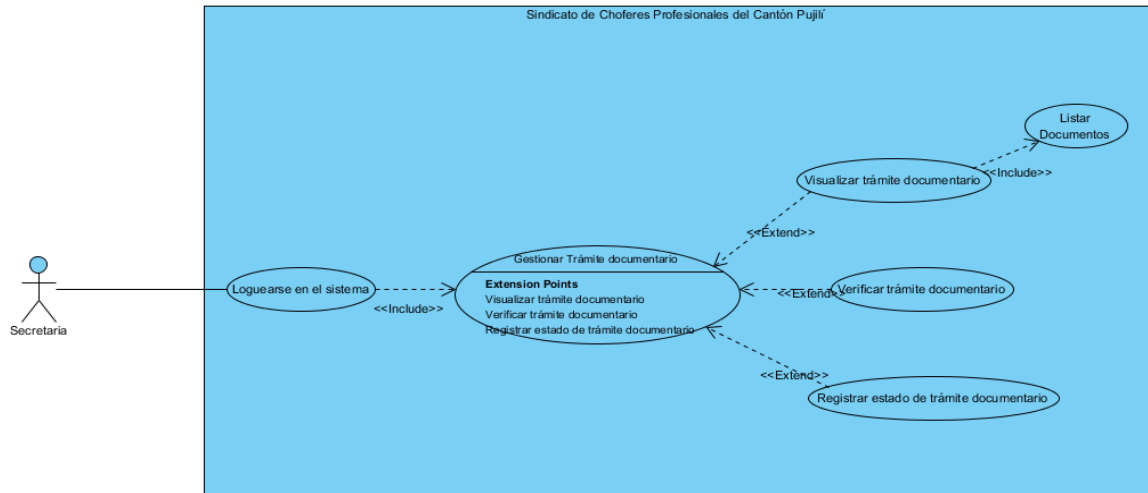 Sindicato de Choferes Profesionales del Cantón Pujilí
Listar
Documentos
<<Include>>
Visualizar trámite documentario
<<Extend>>
Gestionar Trámite documentario
Extension Points
Visualizar trámite documentario
Verificar trámite documentario
Registrar estado de trámite documentario
Loguearse en el sistema
<<Include>>
<<Extend>>
Verificar trámite documentario
Secretaria
<<Extend>>
Registrar estado de trámite documentario